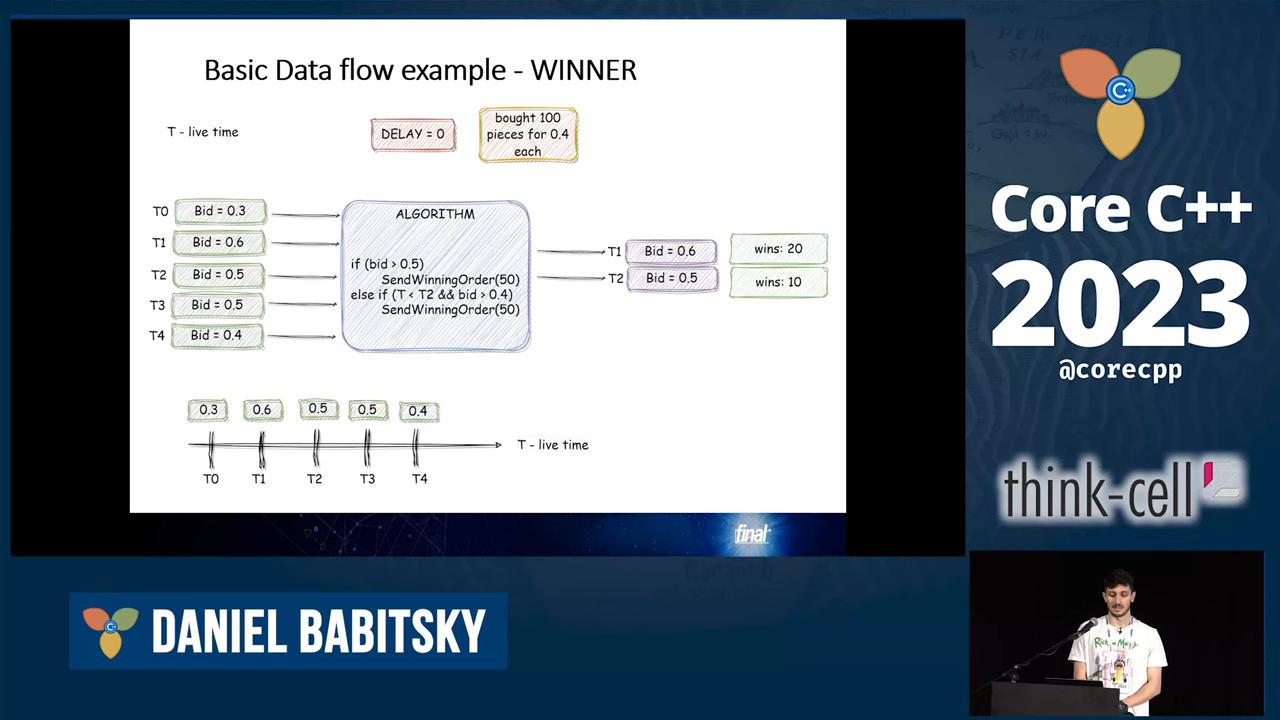 Basic Data flow example - WINNER
T - live time
DELAY = 0
bought 100
pieces for 0.4
each
T0 Bid = 0.3
T1 Bid = 0.6
T2 Bid = 0.5
T3 Bid = 0.5
T4 Bid = 0.4
ALGORITHM
if (bid > 0.5)
SendWinningOrder(50)
else if (T < T2 && bid > 0.4)
SendWinningOrder(50)
T1 Bid = 0.6 wins: 20
T2 Bid = 0.5 wins: 10
0.3 0.6 0.5 0.5 0.4
T - live time
T0 T1 T2 T3 T4
final
C++
Core C++
2023
@corecpp
think-cell
C++
DANIEL BABITSKY
Rick and Morty